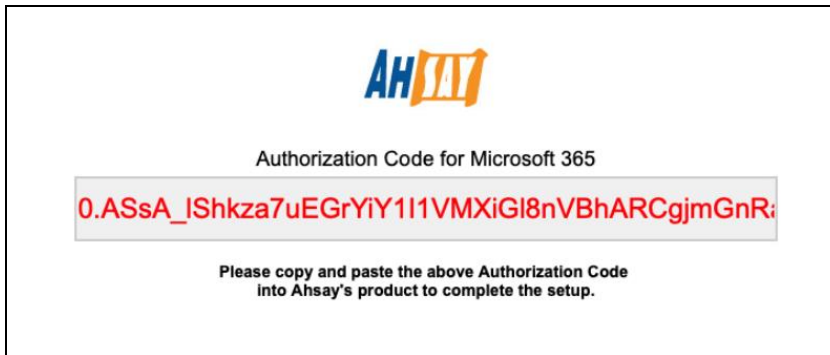 AHSAY
Authorization Code for Microsoft 365
0.ASsA_lShkza7uEGrYiY1l1VMXiGl8nVBhARCgjmGnRa
Please copy and paste the above Authorization Code
into Ahsay's product to complete the setup.